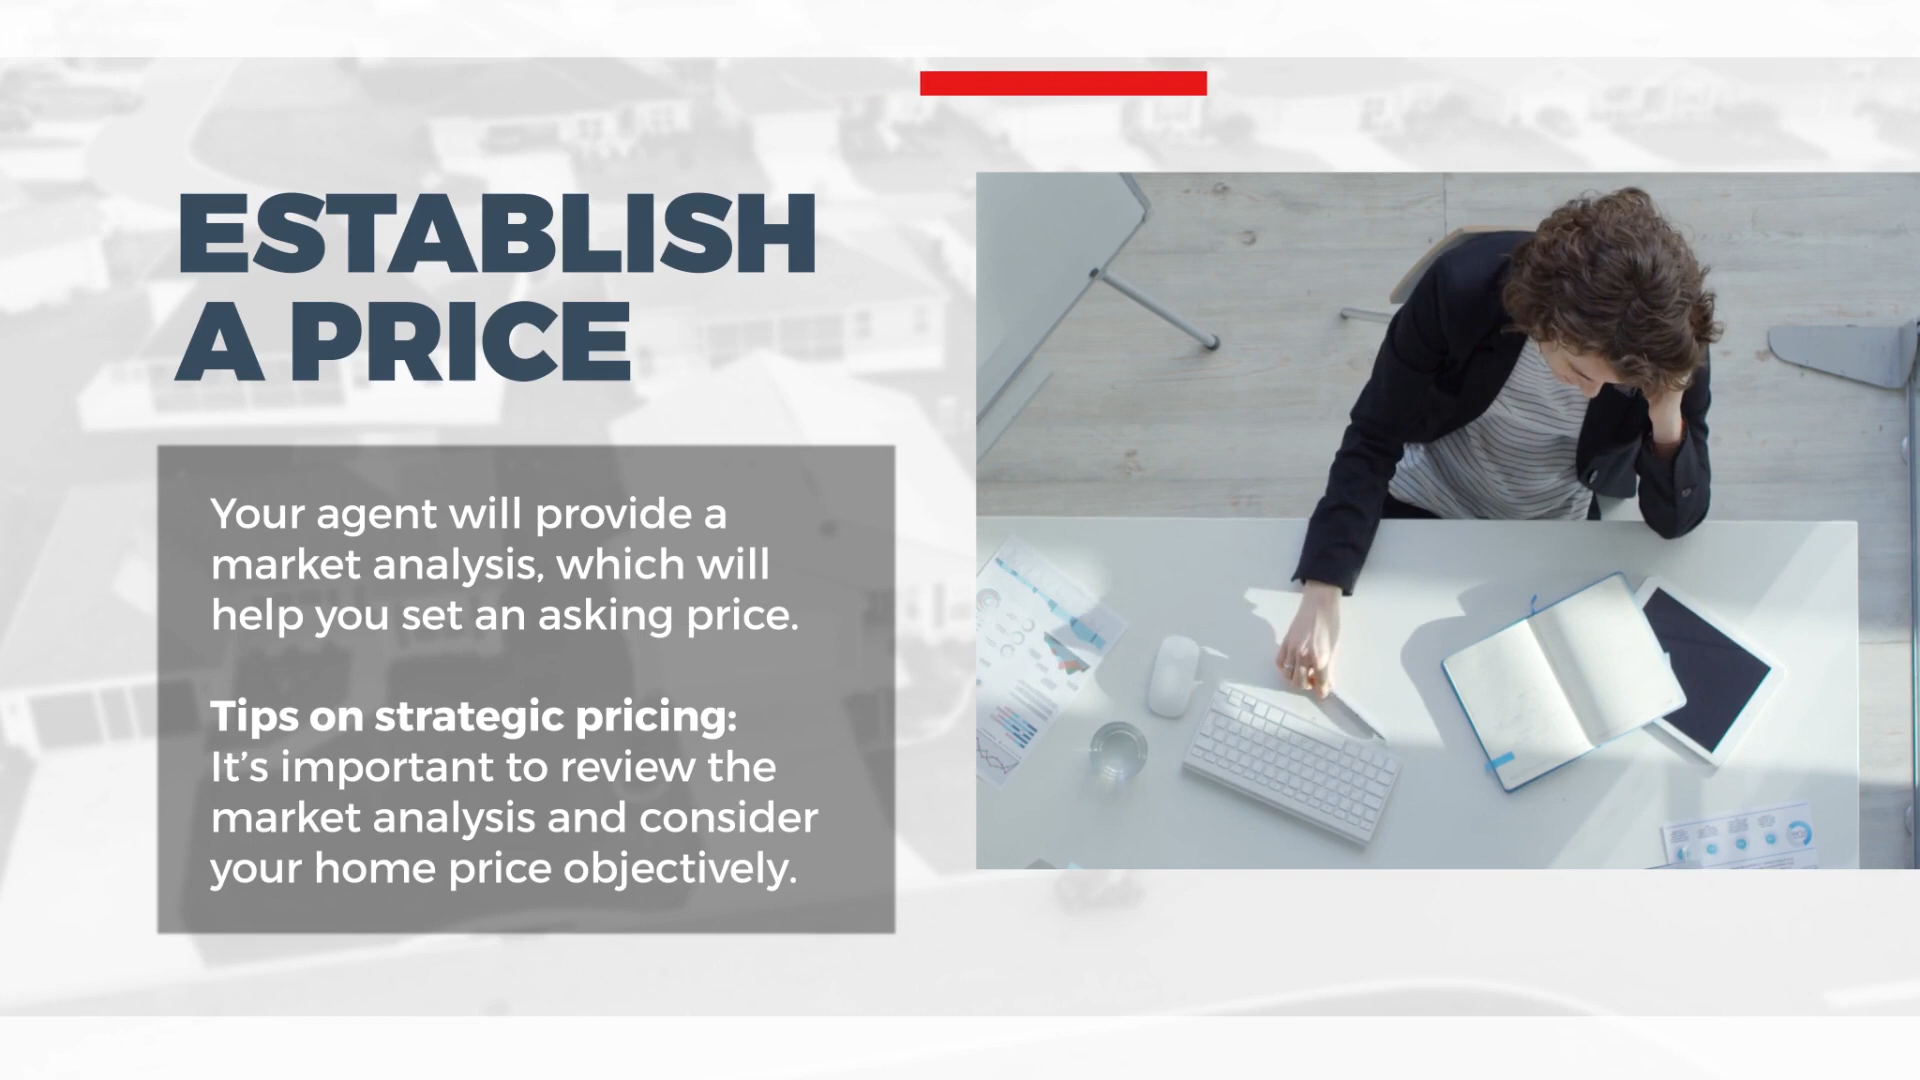 ESTABLISH
A PRICE
Your agent will provide a
market analysis, which will
help you set an asking price.
Tips on strategic pricing:
It’s important to review the
market analysis and consider
your home price objectively.